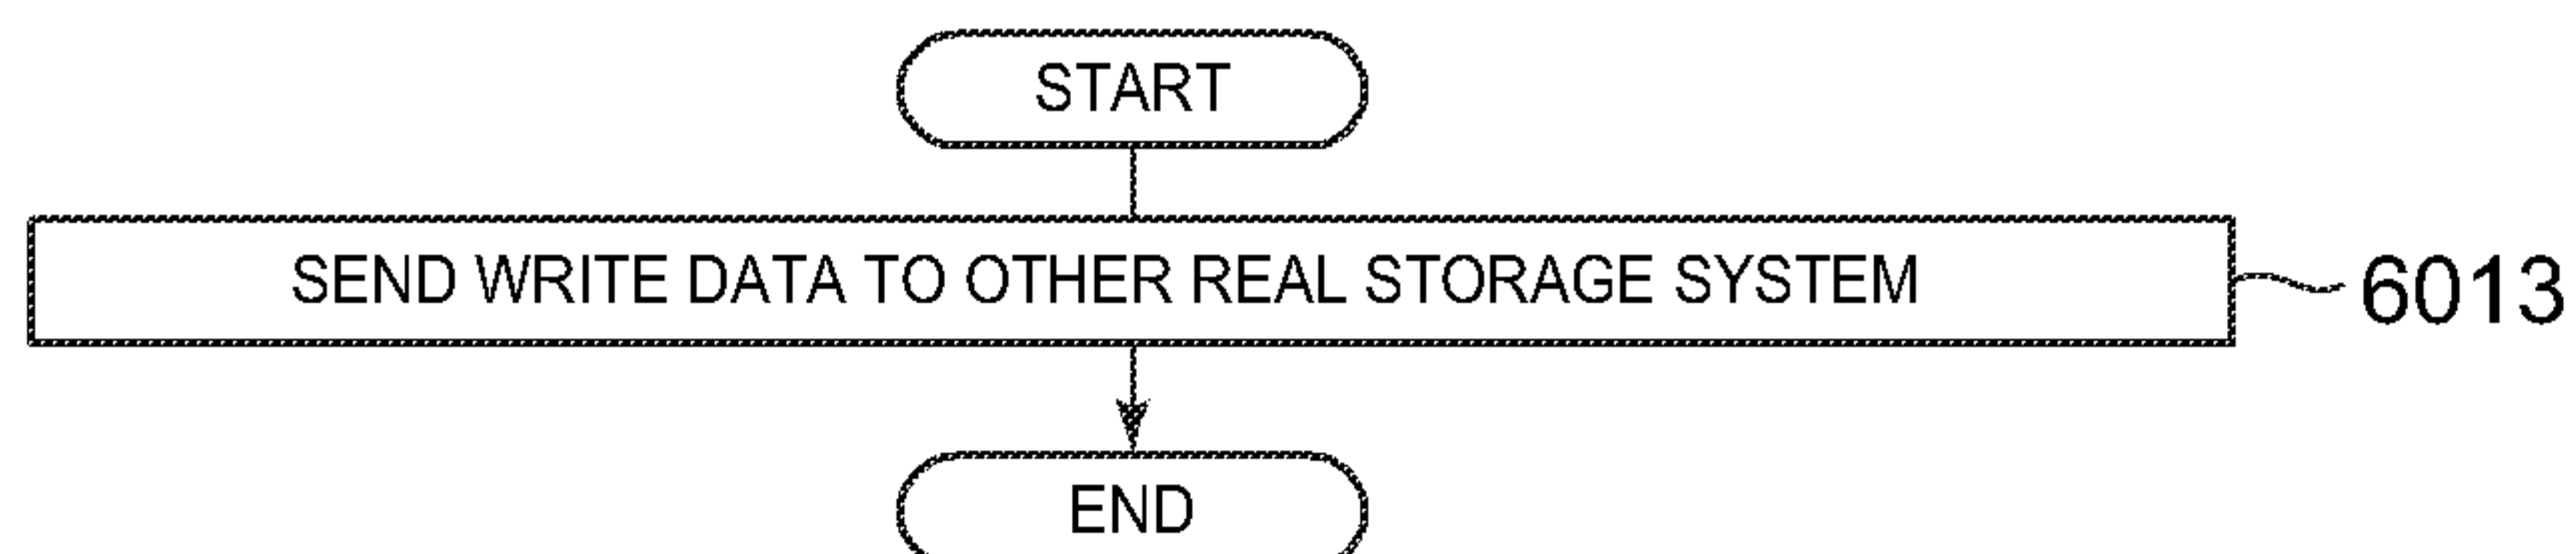 START
SEND WRITE DATA TO OTHER REAL STORAGE SYSTEM
6013
END